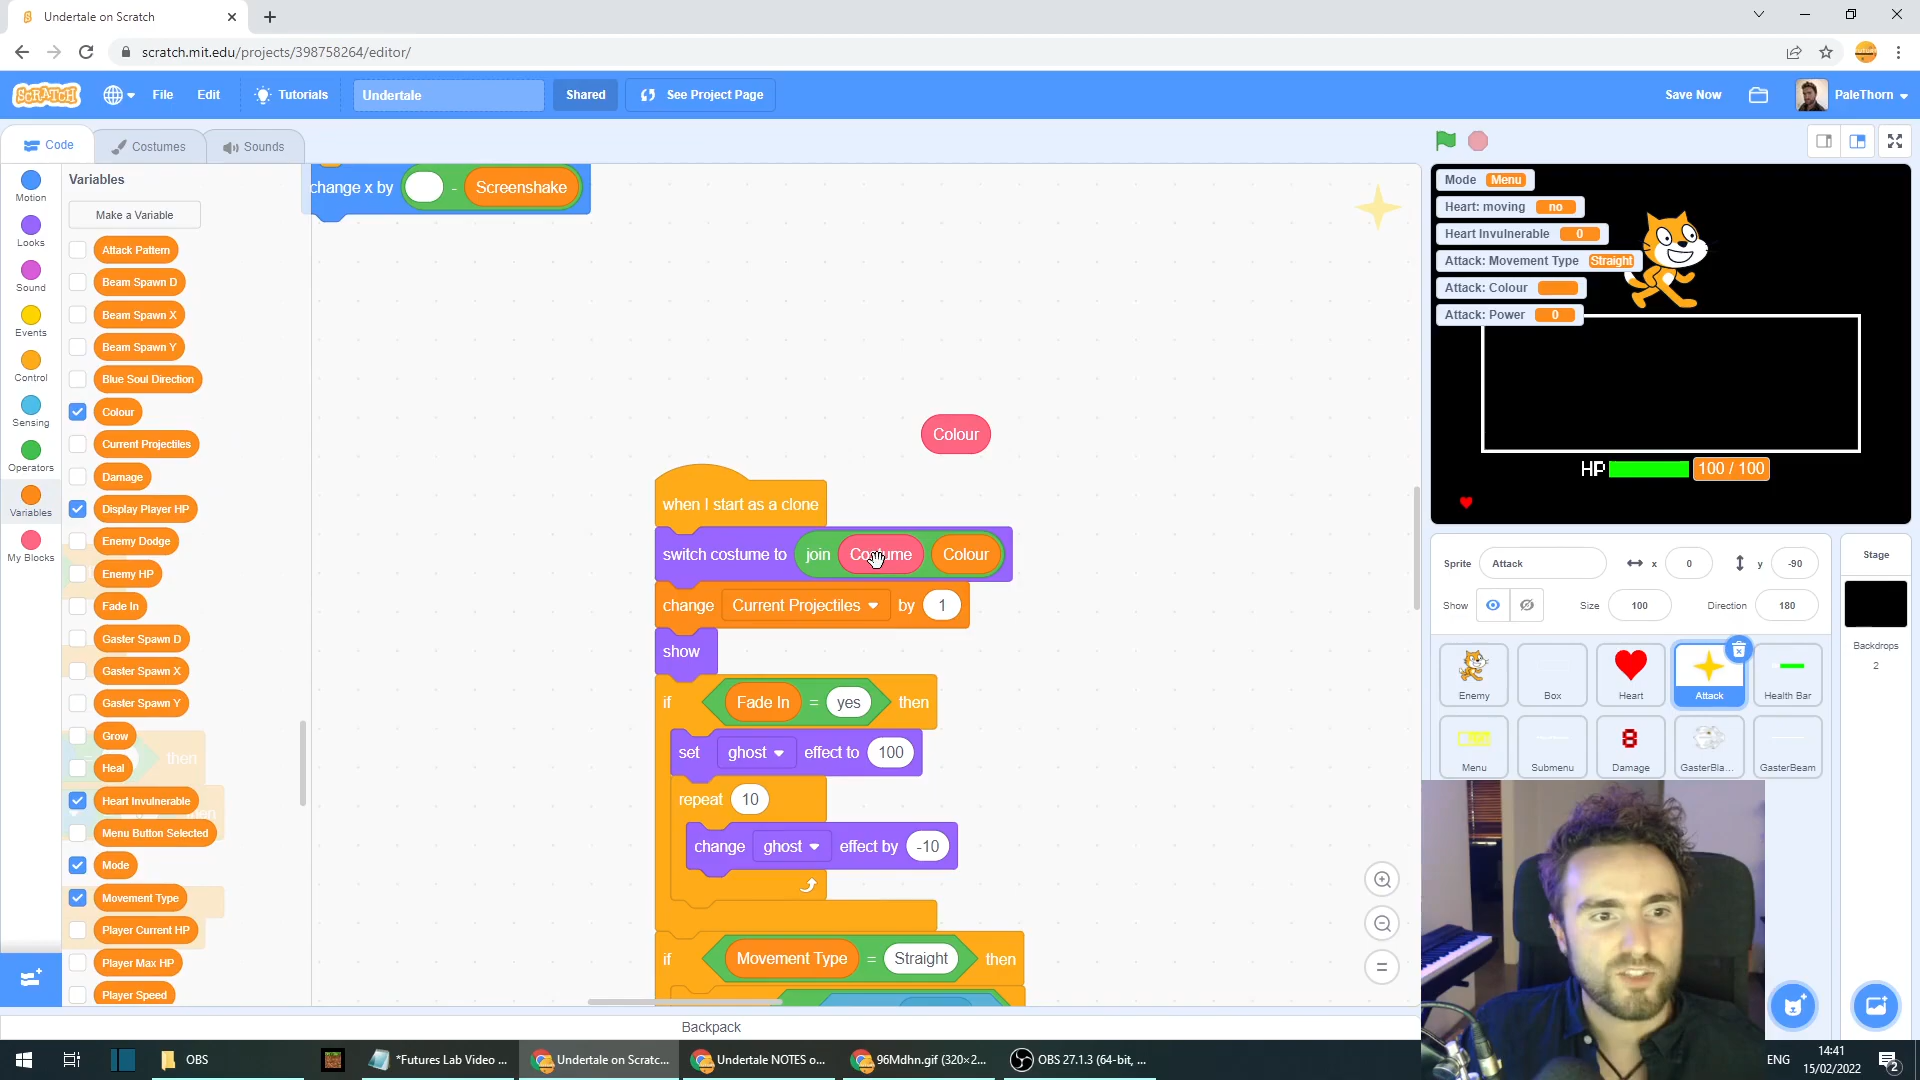 Undertale on Scratch
scratch.mit.edu/projects/398758264/editor/
SCRATCH
File
Edit
Tutorials
Undertale
Shared
See Project Page
Save Now
PaleThorn
Code
Costumes
Sounds
Motion
Looks
Sound
Events
Control
Sensing
Operators
Variables
My Blocks
Variables
Make a Variable
Attack Pattern
Beam Spawn D
Beam Spawn X
Beam Spawn Y
Blue Soul Direction
Colour
Current Projectiles
Damage
Display Player HP
Enemy Dodge
Enemy HP
Fade In
Gaster Spawn D
Gaster Spawn X
Gaster Spawn Y
Grow
then
Heal
Heart Invulnerable
Menu Button Selected
Mode
Movement Type
Player Current HP
Player Max HP
Player Speed
change x by - Screenshake
Colour
when I start as a clone
switch costume to join Costume Colour
change Current Projectiles by 1
show
if Fade In = yes then
set ghost effect to 100
repeat 10
change ghost effect by -10
if Movement Type = Straight then
Backpack
Mode Menu
Heart: moving no
Heart Invulnerable 0
Attack: Movement Type Straight
Attack: Colour
Attack: Power 0
HP 100 / 100
Sprite Attack x 0 y -90
Show Size 100 Direction 180
Stage
Backdrops
2
Enemy
Box
Heart
Attack
Health Bar
Menu
Submenu
Damage
GasterBla...
GasterBeam
OBS
*Futures Lab Video ...
Undertale on Scratc...
Undertale NOTES o...
96Mdhn.gif (320×2...
OBS 27.1.3 (64-bit, ...
ENG
14:41
15/02/2022
2